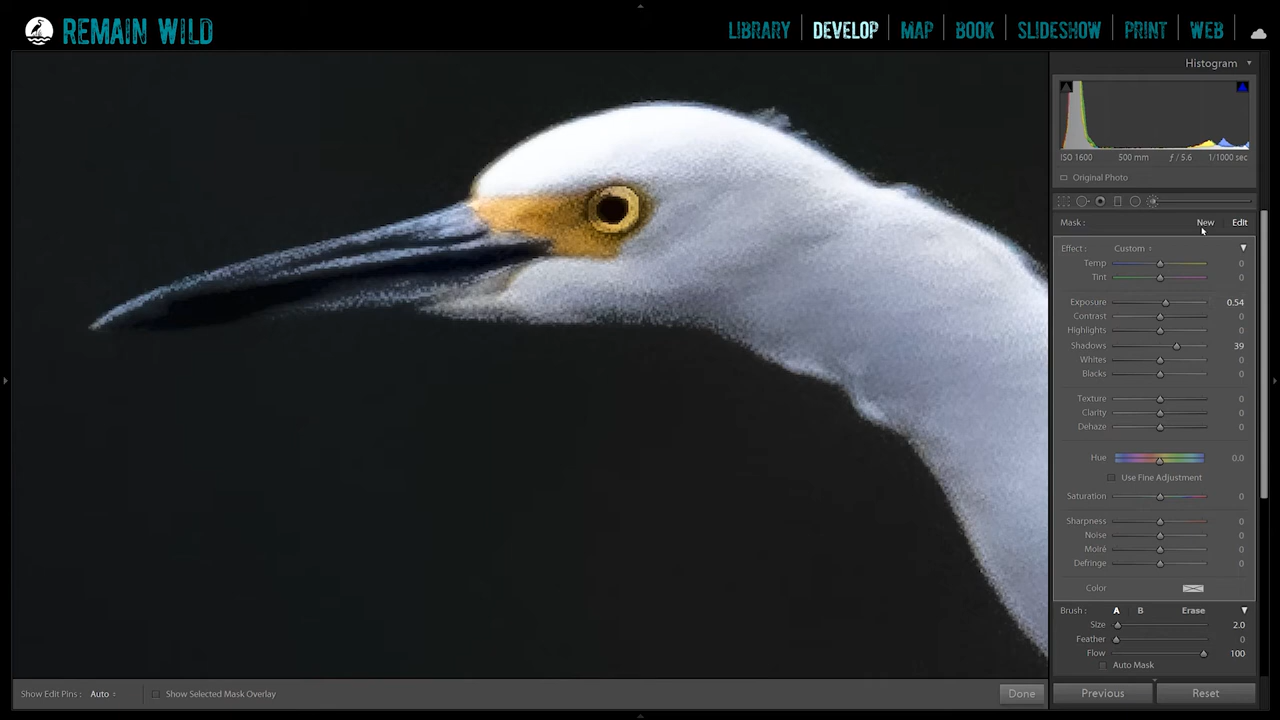 REMAIN WILD
LIBRARY DEVELOP MAP BOOK SLIDESHOW PRINT WEB
Histogram
ISO 1600 500 mm ƒ / 5.6 1/1000 sec
Original Photo
Mask : New Edit
Effect : Custom
Temp 0
Tint 0
Exposure 0.54
Contrast 0
Highlights 0
Shadows 39
Whites 0
Blacks 0
Texture 0
Clarity 0
Dehaze 0
Hue 0.0
Use Fine Adjustment
Saturation 0
Sharpness 0
Noise 0
Moiré 0
Defringe 0
Color
Brush : A B Erase
Size 2.0
Feather 0
Flow 100
Auto Mask
Show Edit Pins : Auto Show Selected Mask Overlay Done Previous Reset